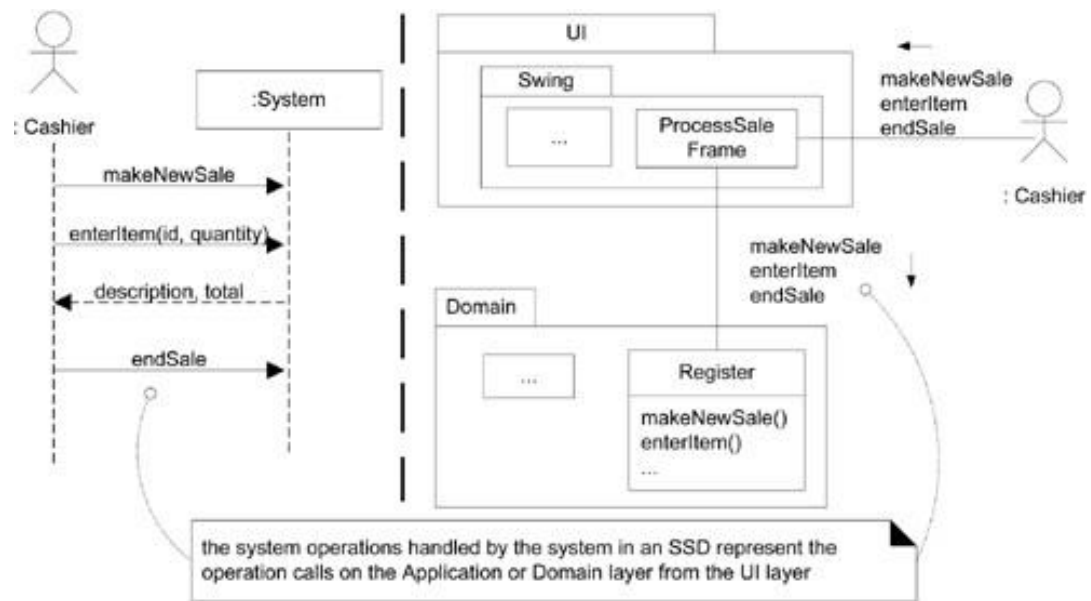 : Cashier
:System
makeNewSale
enterItem(id, quantity)
description, total
endSale
UI
Swing
...
ProcessSale
Frame
makeNewSale
enterItem
endSale
: Cashier
makeNewSale
enterItem
endSale
Domain
...
Register
makeNewSale()
enterItem()
...
the system operations handled by the system in an SSD represent the
operation calls on the Application or Domain layer from the UI layer